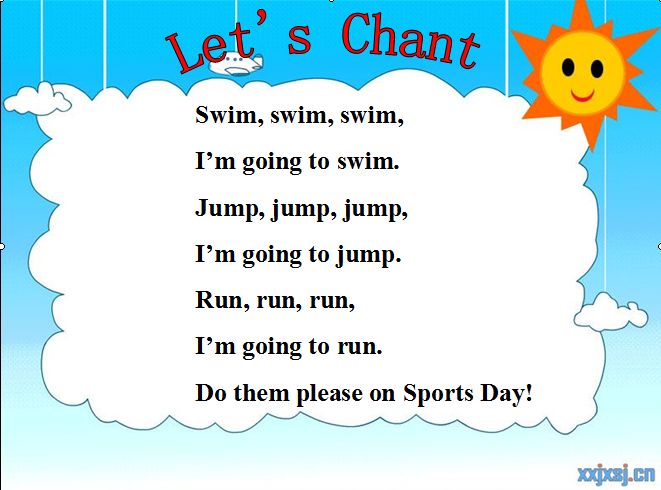 Let's Chant
Swim, swim, swim,
I'm going to swim.
Jump, jump, jump,
I'm going to jump.
Run, run, run,
I'm going to run.
Do them please on Sports Day!
xxjxsj.cn